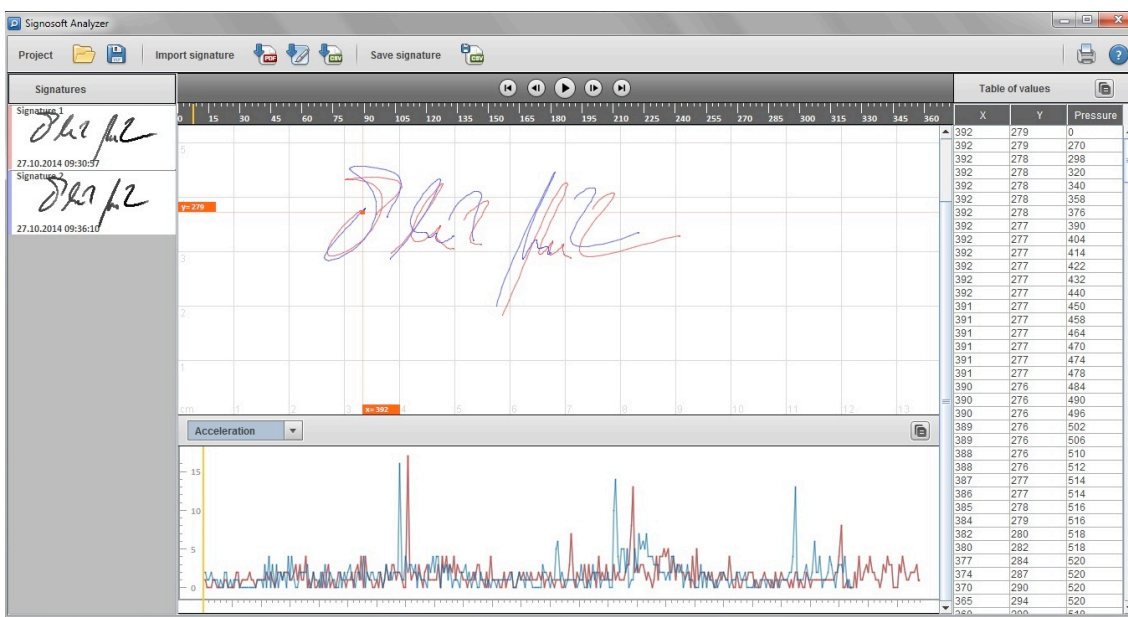 Signosoft Analyzer
Project Import signature PDF CSV Save signature CSV
Signatures Table of values
Signature 1
27.10.2014 09:30:57
Signature 2
27.10.2014 09:36:10
0 15 30 45 60 75 90 105 120 135 150 165 180 195 210 225 240 255 270 285 300 315 330 345 360
5
y= 279
3
2
1
cm 1 2 3 x= 392 4 5 6 7 8 9 10 11 12 13
Acceleration
15
10
5
0
X Y Pressure
392 279 0
392 279 270
392 278 298
392 278 320
392 278 340
392 278 358
392 278 376
392 277 390
392 277 404
392 277 414
392 277 422
392 277 432
392 277 440
391 277 450
391 277 458
391 277 464
391 277 470
391 277 474
391 277 478
390 276 484
390 276 490
390 276 496
389 276 502
389 276 506
388 276 510
388 276 512
387 277 514
386 277 514
385 278 516
384 279 516
382 280 518
380 282 518
377 284 520
374 287 520
370 290 520
365 294 520